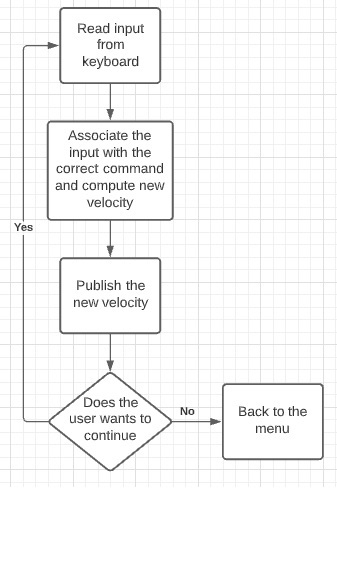 Read input
from
keyboard
Associate the
input with the
correct command
and compute new
velocity
Yes
Publish the
new velocity
Does the
user wants to
continue
No
Back to the
menu